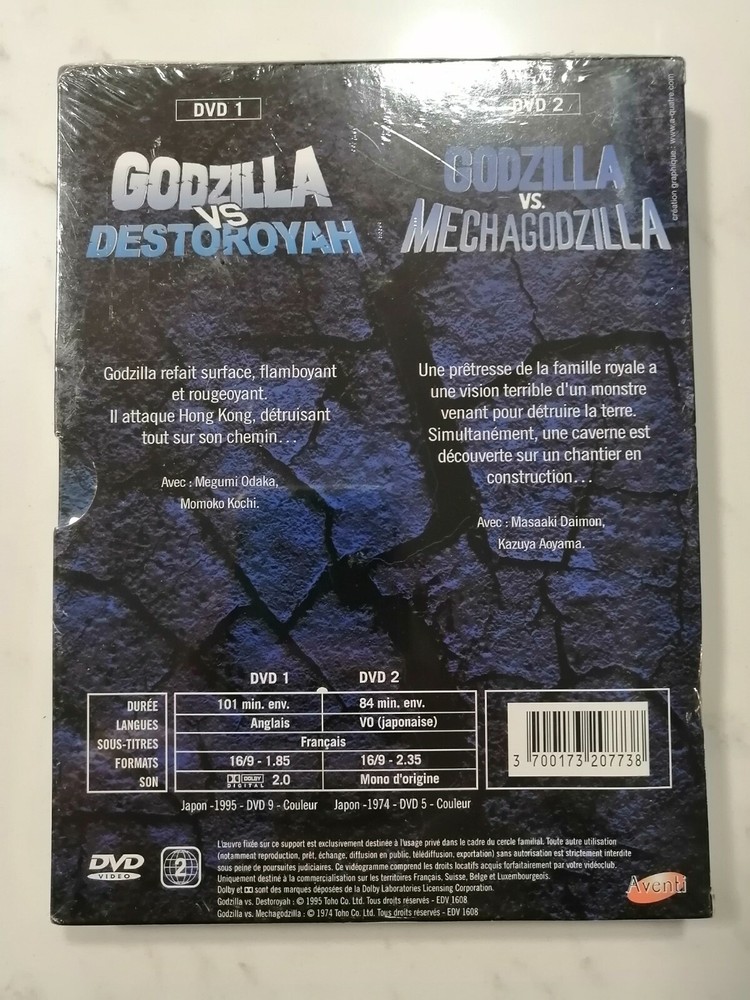 DVD 1
GODZILLA
VS
DESTOROYAH
Godzilla refait surface, flamboyant
et rougeoyant.
Il attaque Hong Kong, détruisant
tout sur son chemin...
Avec : Megumi Odaka,
Momoko Kochi.
DVD 2
GODZILLA
VS.
MECHAGODZILLA
Une prêtresse de la famille royale a
une vision terrible d'un monstre
venant pour détruire la terre.
Simultanément, une caverne est
découverte sur un chantier en
construction...
Avec : Masaaki Daimon,
Kazuya Aoyama.
création graphique : www.a-quatre.com
DVD 1 DVD 2
DURÉE 101 min. env. 84 min. env.
LANGUES Anglais VO (japonaise)
SOUS-TITRES Français
FORMATS 16/9 - 1.85 16/9 - 2.35
SON DOLBY DIGITAL 2.0 Mono d'origine
Japon -1995 - DVD 9 - Couleur Japon -1974 - DVD 5 - Couleur
3 700173 207738
DVD
VIDEO
2
L'œuvre fixée sur ce support est exclusivement destinée à l'usage privé dans le cadre du cercle familial. Toute autre utilisation
(notamment reproduction, prêt, échange, diffusion en public, télédiffusion, exportation) sans autorisation est strictement interdite
sous peine de poursuites judiciaires. Ce vidéogramme comprend les droits locatifs acquis forfaitairement par votre vidéoclub.
Uniquement destiné à la commercialisation sur les territoires Français, Suisse, Belge et Luxembourgeois.
Dolby et DD sont des marques déposées de la Dolby Laboratories Licensing Corporation.
Godzilla vs. Destoroyah : © 1995 Toho Co. Ltd. Tous droits réservés - EDV 1608
Godzilla vs. Mechagodzilla : © 1974 Toho Co. Ltd. Tous droits réservés - EDV 1608
Aventi